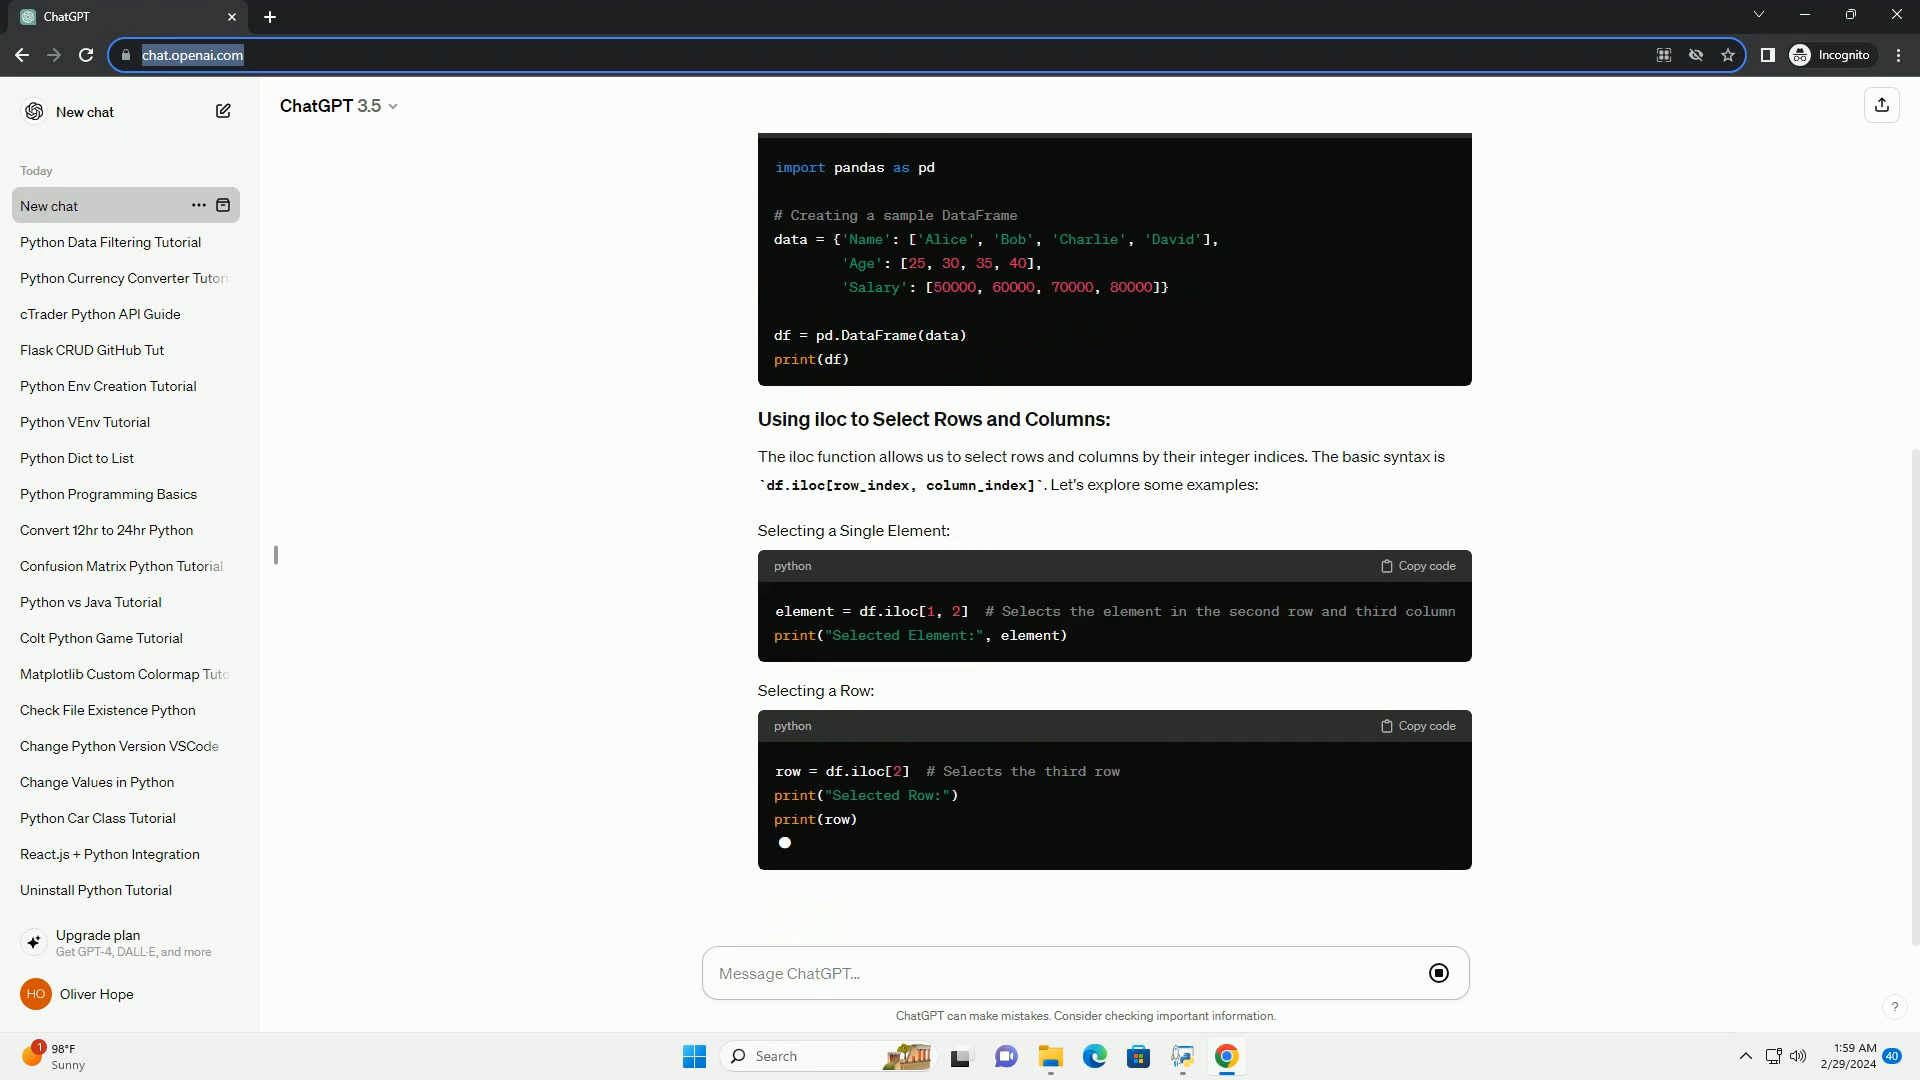 ChatGPT
chat.openai.com
Incognito
New chat
Today
New chat
Python Data Filtering Tutorial
Python Currency Converter Tutori
cTrader Python API Guide
Flask CRUD GitHub Tut
Python Env Creation Tutorial
Python VEnv Tutorial
Python Dict to List
Python Programming Basics
Convert 12hr to 24hr Python
Confusion Matrix Python Tutorial
Python vs Java Tutorial
Colt Python Game Tutorial
Matplotlib Custom Colormap Tuto
Check File Existence Python
Change Python Version VSCode
Change Values in Python
Python Car Class Tutorial
React.js + Python Integration
Uninstall Python Tutorial
Upgrade plan
Get GPT-4, DALL·E, and more
HO Oliver Hope
ChatGPT 3.5
import pandas as pd
# Creating a sample DataFrame
data = {'Name': ['Alice', 'Bob', 'Charlie', 'David'],
'Age': [25, 30, 35, 40],
'Salary': [50000, 60000, 70000, 80000]}
df = pd.DataFrame(data)
print(df)
Using iloc to Select Rows and Columns:
The iloc function allows us to select rows and columns by their integer indices. The basic syntax is
`df.iloc[row_index, column_index]`. Let's explore some examples:
Selecting a Single Element:
python Copy code
element = df.iloc[1, 2]  # Selects the element in the second row and third column
print("Selected Element:", element)
Selecting a Row:
python Copy code
row = df.iloc[2]  # Selects the third row
print("Selected Row:")
print(row)
Message ChatGPT…
ChatGPT can make mistakes. Consider checking important information.
?
1
98°F
Sunny
Search
1:59 AM
2/29/2024
40